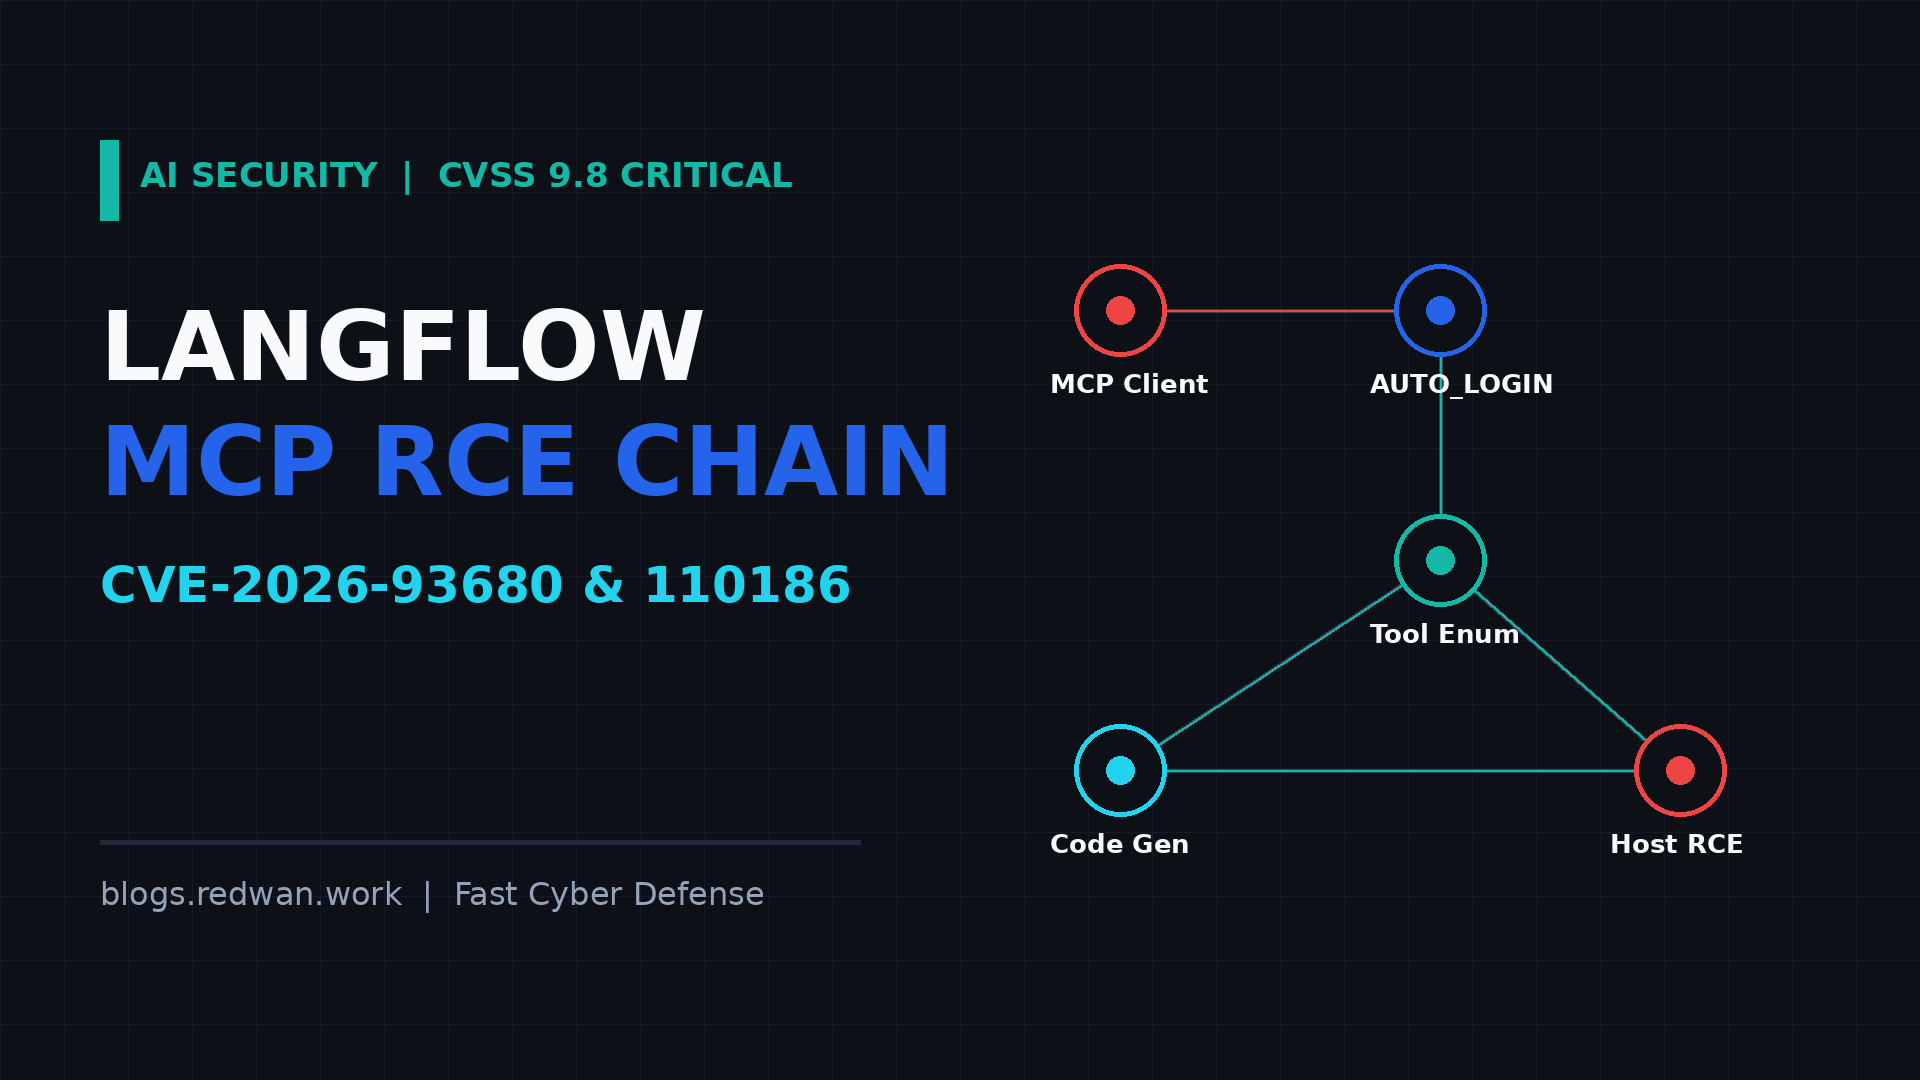 AI SECURITY | CVSS 9.8 CRITICAL
LANGFLOW
MCP RCE CHAIN
CVE-2026-93680 & 110186
blogs.redwan.work | Fast Cyber Defense
MCP Client
AUTO_LOGIN
Tool Enum
Code Gen
Host RCE